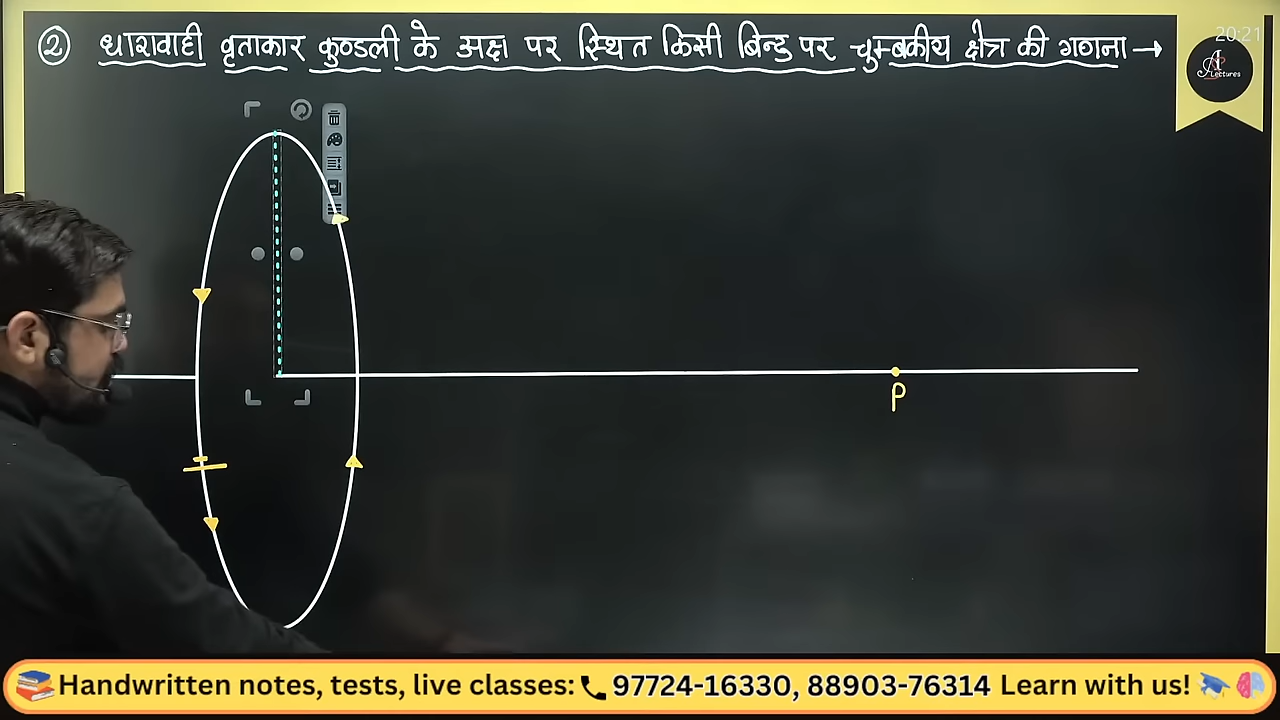 ② धारावाही वृताकार कुण्डली के अक्ष पर स्थित किसी बिन्दु पर चुम्बकीय क्षेत्र की गणना →
20:21
Lectures
P
Handwritten notes, tests, live classes: 97724-16330, 88903-76314 Learn with us!